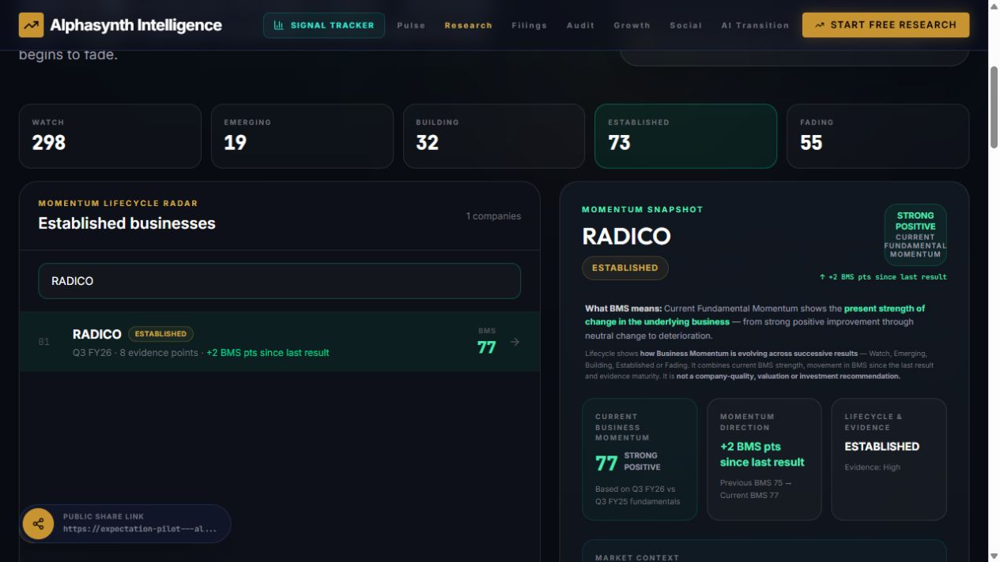 Alphasynth Intelligence
SIGNAL TRACKER
Pulse
Research
Filings
Audit
Growth
Social
AI Transition
START FREE RESEARCH
begins to fade.
WATCH
298
EMERGING
19
BUILDING
32
ESTABLISHED
73
FADING
55
MOMENTUM LIFECYCLE RADAR
Established businesses
1 companies
RADICO
01
RADICO ESTABLISHED
Q3 FY26 · 8 evidence points · +2 BMS pts since last result
BMS
77
PUBLIC SHARE LINK
https://expectation-pilot---al...
MOMENTUM SNAPSHOT
RADICO
ESTABLISHED
STRONG
POSITIVE
CURRENT
FUNDAMENTAL
MOMENTUM
↑ +2 BMS pts since last result
What BMS means: Current Fundamental Momentum shows the present strength of
change in the underlying business — from strong positive improvement through
neutral change to deterioration.
Lifecycle shows how Business Momentum is evolving across successive results — Watch, Emerging,
Building, Established or Fading. It combines current BMS strength, movement in BMS since the last result
and evidence maturity. It is not a company-quality, valuation or investment recommendation.
CURRENT
BUSINESS
MOMENTUM
77 STRONG
POSITIVE
Based on Q3 FY26 vs
Q3 FY25 fundamentals
MOMENTUM
DIRECTION
+2 BMS pts
since last result
Previous BMS 75 →
Current BMS 77
LIFECYCLE &
EVIDENCE
ESTABLISHED
Evidence: High
MARKET CONTEXT